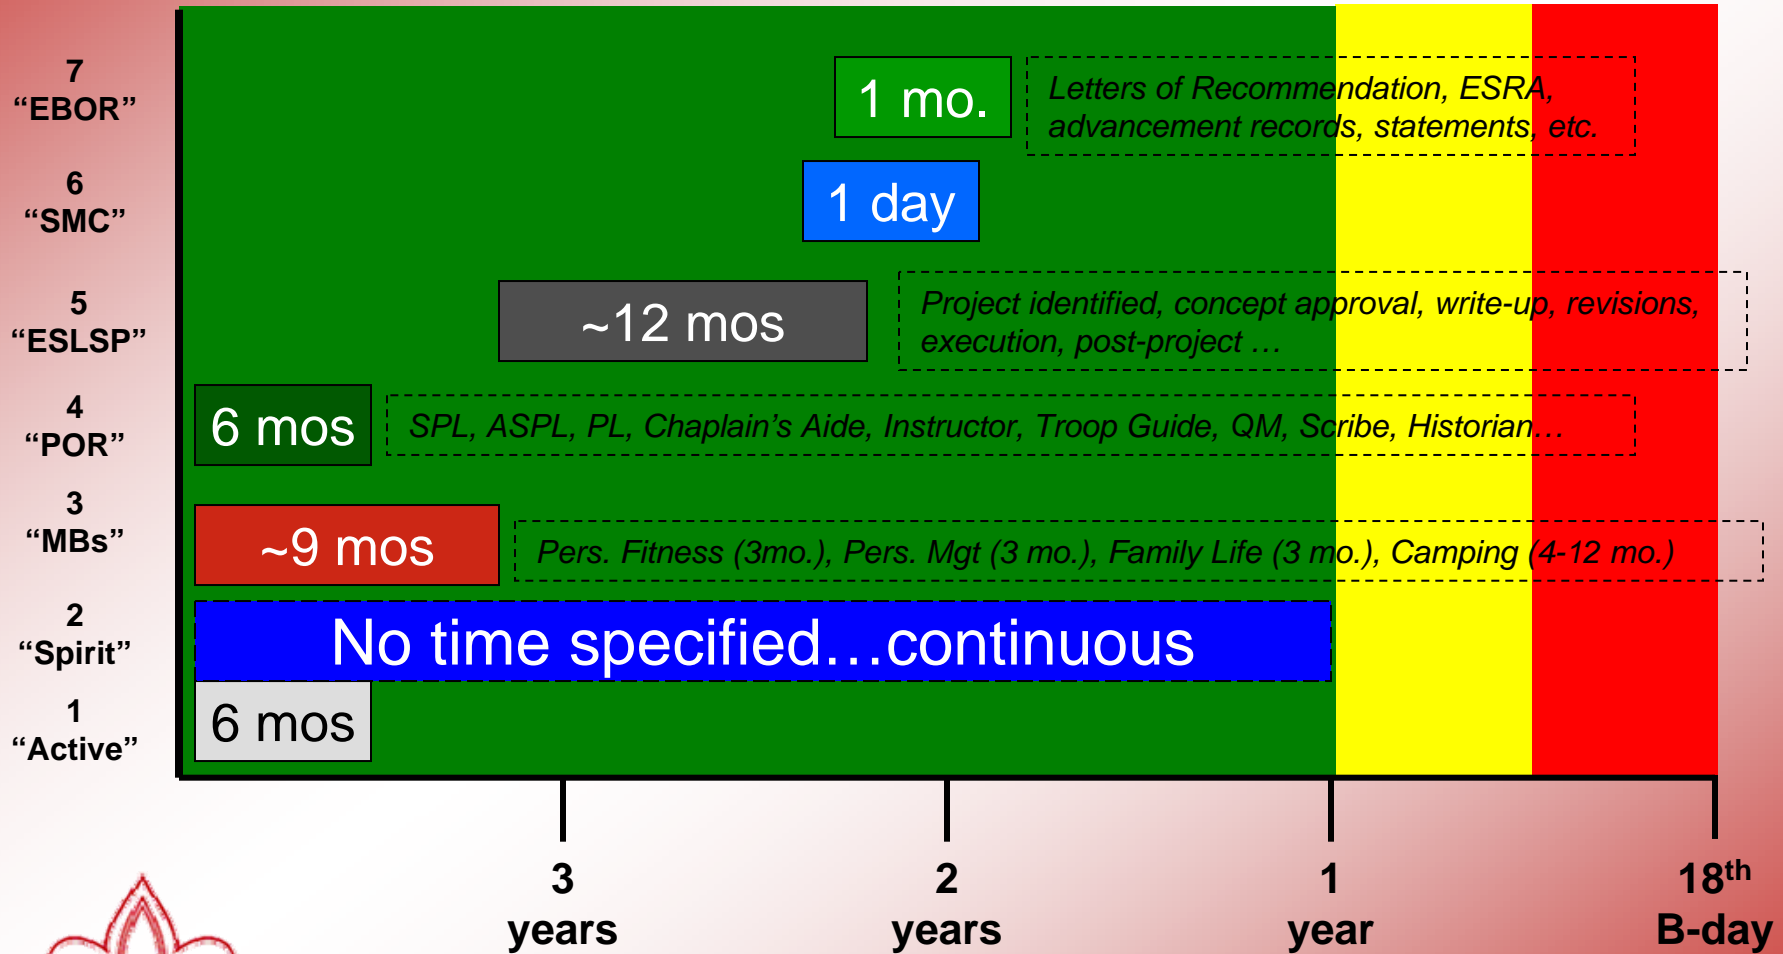 7
“EBOR”
1 mo.
Letters of Recommendation, ESRA,
advancement records, statements, etc.
6
“SMC”
1 day
5
“ESLSP”
~12 mos
Project identified, concept approval, write-up, revisions,
execution, post-project …
4
“POR”
6 mos
SPL, ASPL, PL, Chaplain’s Aide, Instructor, Troop Guide, QM, Scribe, Historian…
3
“MBs”
~9 mos
Pers. Fitness (3mo.), Pers. Mgt (3 mo.), Family Life (3 mo.), Camping (4-12 mo.)
2
“Spirit”
No time specified…continuous
1
“Active”
6 mos
3
years
2
years
1
year
18th
B-day